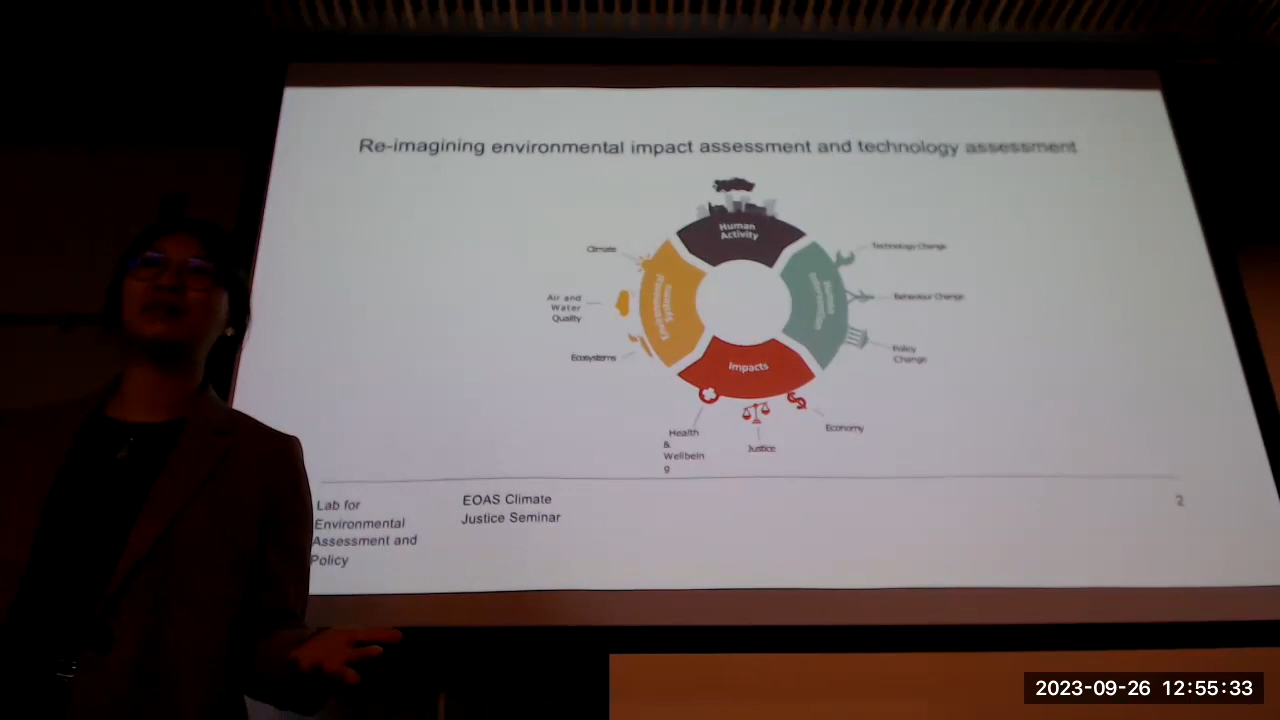 Re-imagining environmental impact assessment and technology assessment
Human
Activity
Climate
Technology Change
Air and
Water
Quality
Behaviour Change
Ecosystems
Policy
Change
Impacts
Health
&
Wellbein
g
Justice
Economy
Lab for
Environmental
Assessment and
Policy
EOAS Climate
Justice Seminar
2
2023-09-26 12:55:33